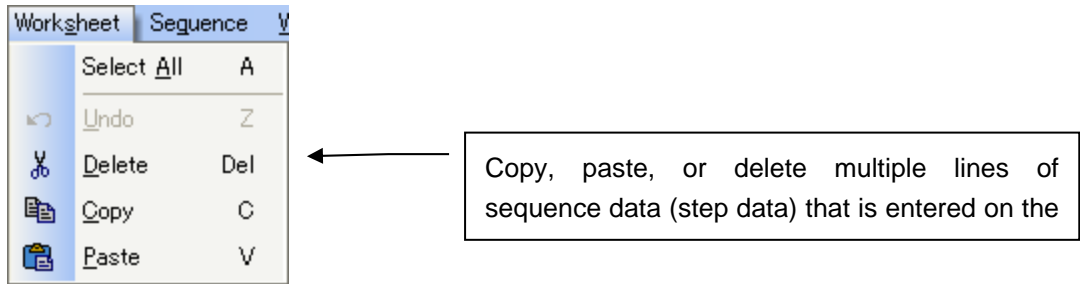 Worksheet Sequence
Select All A
Undo Z
Delete Del
Copy C
Paste V
Copy, paste, or delete multiple lines of
sequence data (step data) that is entered on the